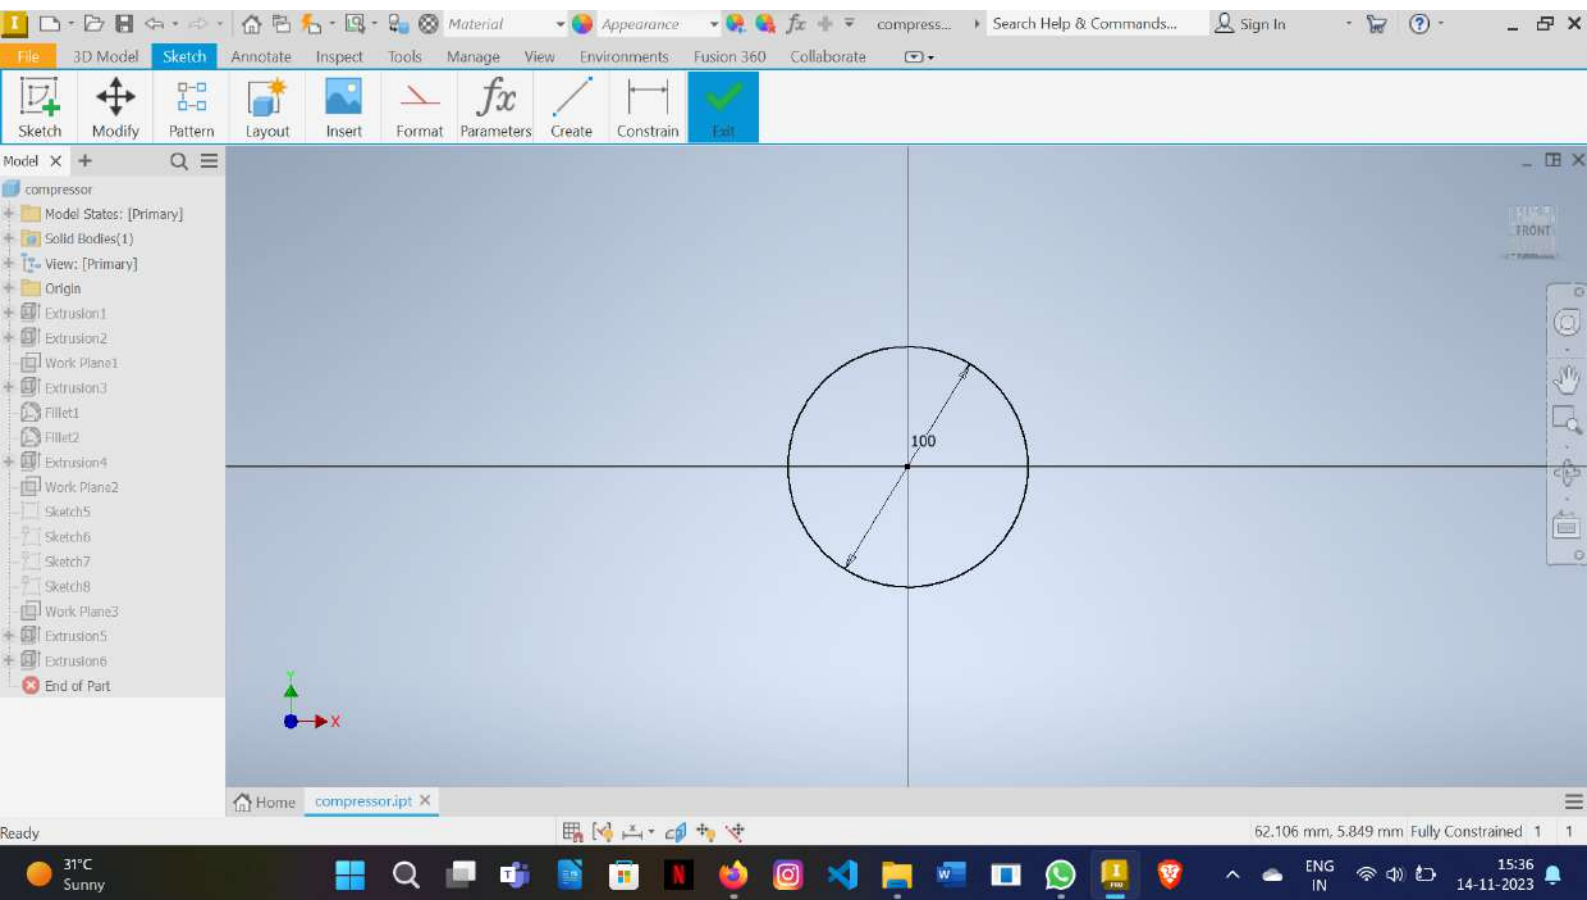 Material Appearance fx compress... Search Help & Commands... Sign In
File 3D Model Sketch Annotate Inspect Tools Manage View Environments Fusion 360 Collaborate
fx
Sketch Modify Pattern Layout Insert Format Parameters Create Constrain Exit
Model
compressor
Model States: [Primary]
Solid Bodies(1)
View: [Primary]
Origin
Extrusion1
Extrusion2
Work Plane1
Extrusion3
Fillet1
Fillet2
Extrusion4
Work Plane2
Sketch5
Sketch6
Sketch7
Sketch8
Work Plane3
Extrusion5
Extrusion6
End of Part
FRONT
100
Y
X
Home compressor.ipt
Ready 62.106 mm, 5.849 mm Fully Constrained 1 1
31°C
Sunny
ENG
IN
15:36
14-11-2023